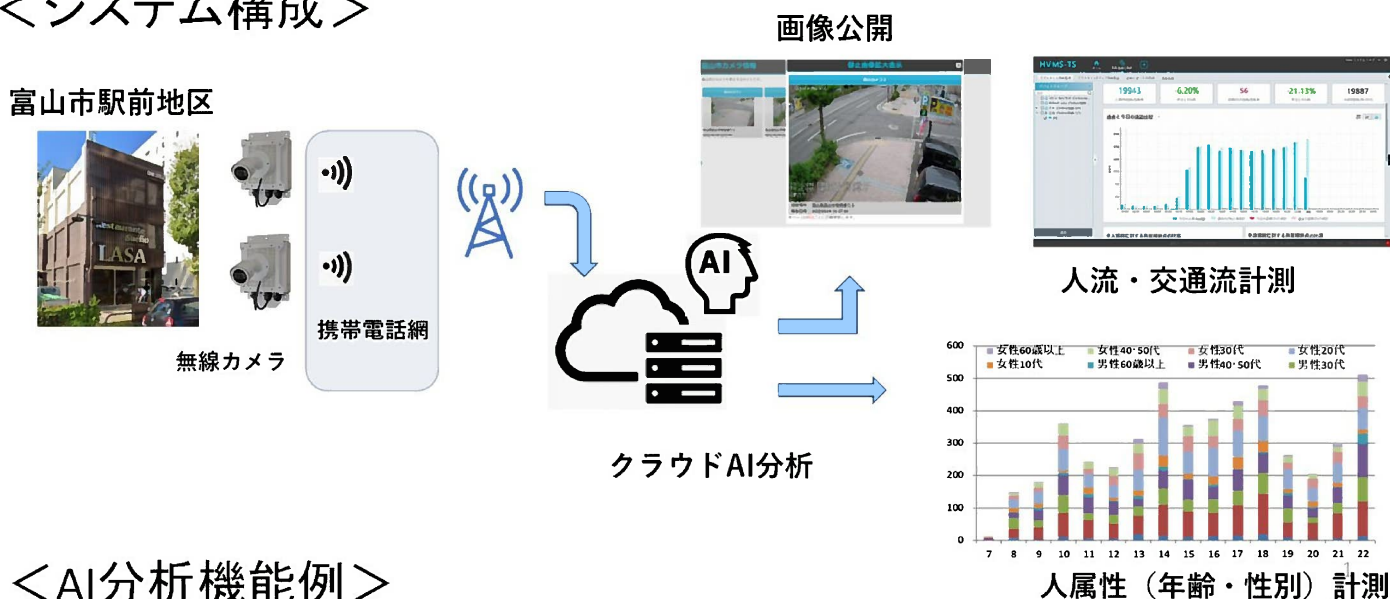 ＜システム構成＞
画像公開
富山市駅前地区
LASA
携帯電話網
無線カメラ
AI
クラウドAI分析
HVMS-TS
19943
-6.20%
56
-21.13%
19887
人流・交通流計測
女性60歳以上 女性40・50代 女性30代 女性20代
女性10代 男性60歳以上 男性40・50代 男性30代
600
500
400
300
200
100
0
7 8 9 10 11 12 13 14 15 16 17 18 19 20 21 22
1
人属性（年齢・性別）計測
＜AI分析機能例＞